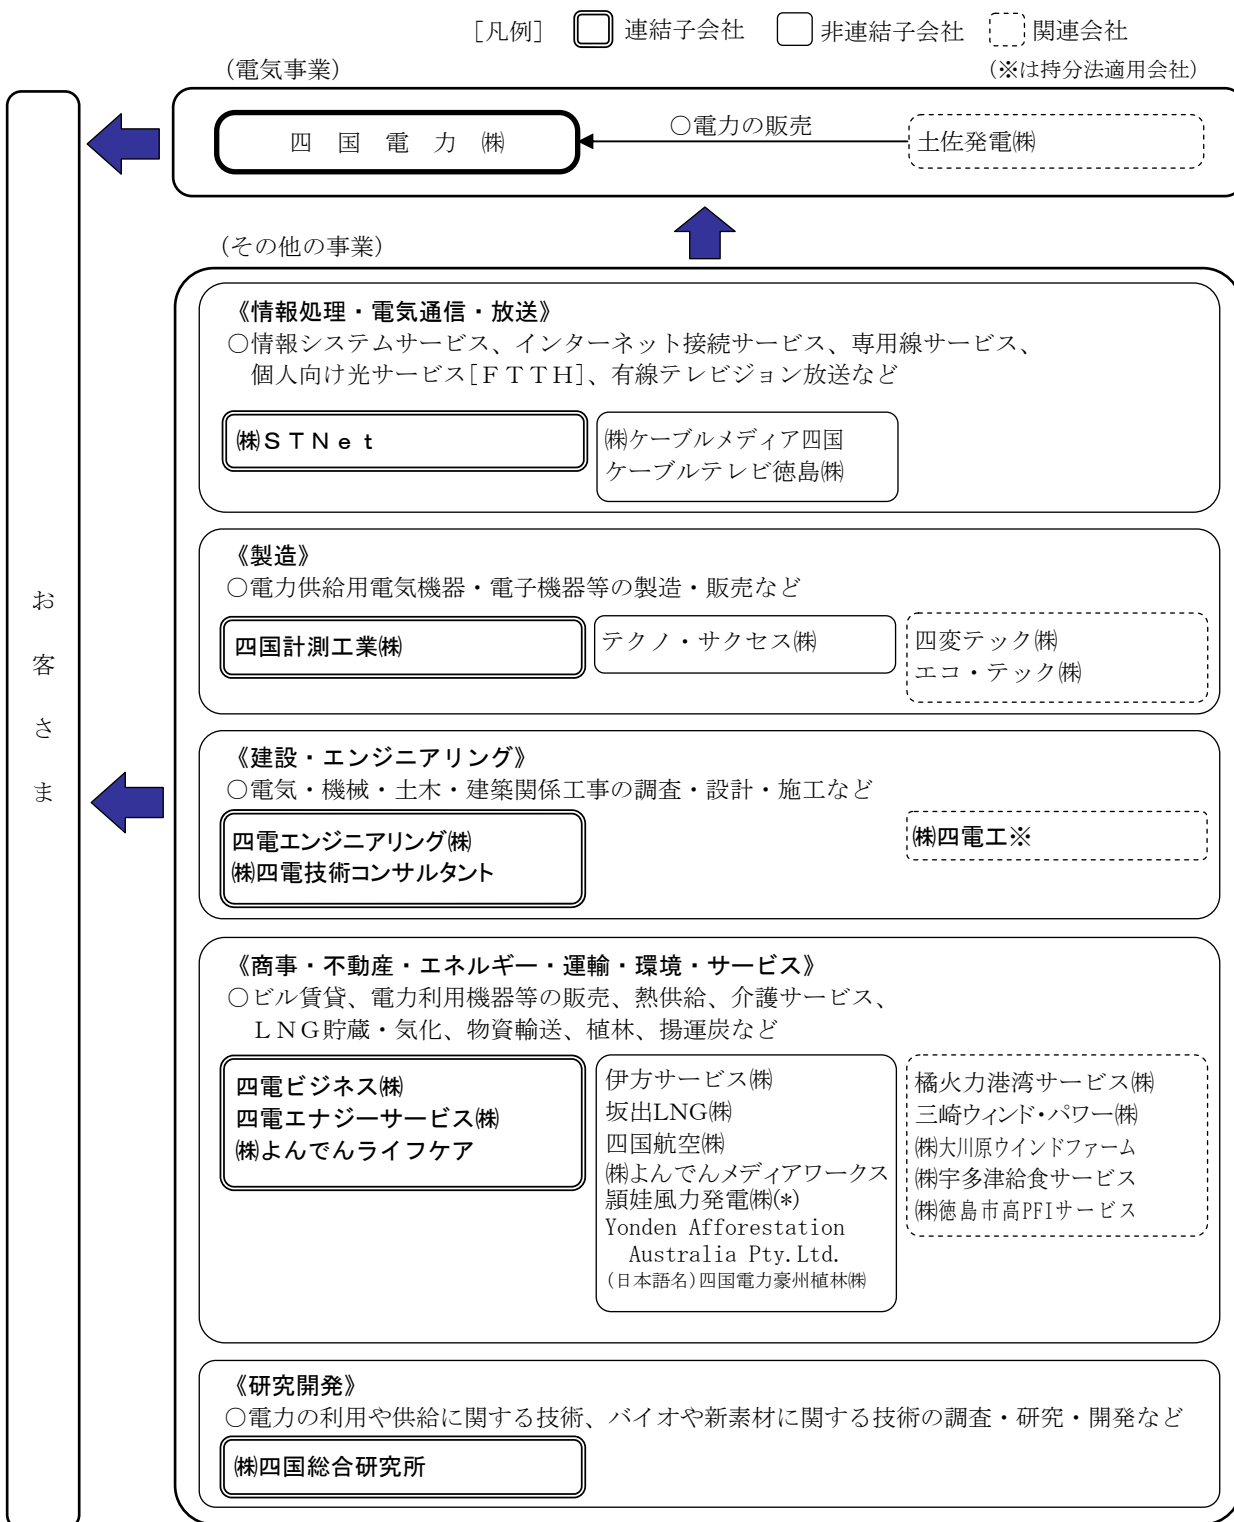 [凡例] 連結子会社 非連結子会社 関連会社
(電気事業) (※は持分法適用会社)
四国電力㈱
○電力の販売
土佐発電㈱
(その他の事業)
《情報処理・電気通信・放送》
○情報システムサービス、インターネット接続サービス、専用線サービス、
個人向け光サービス[FTTH]、有線テレビジョン放送など
㈱STNet
㈱ケーブルメディア四国
ケーブルテレビ徳島㈱
《製造》
○電力供給用電気機器・電子機器等の製造・販売など
四国計測工業㈱
テクノ・サクセス㈱
四変テック㈱
エコ・テック㈱
《建設・エンジニアリング》
○電気・機械・土木・建築関係工事の調査・設計・施工など
四電エンジニアリング㈱
㈱四電技術コンサルタント
㈱四電工※
《商事・不動産・エネルギー・運輸・環境・サービス》
○ビル賃貸、電力利用機器等の販売、熱供給、介護サービス、
LNG貯蔵・気化、物資輸送、植林、揚運炭など
四電ビジネス㈱
四電エナジーサービス㈱
㈱よんでんライフケア
伊方サービス㈱
坂出LNG㈱
四国航空㈱
㈱よんでんメディアワークス
頴娃風力発電㈱(*)
Yonden Afforestation
Australia Pty.Ltd.
(日本語名)四国電力豪州植林㈱
橘火力港湾サービス㈱
三崎ウィンド・パワー㈱
㈱大川原ウインドファーム
㈱宇多津給食サービス
㈱徳島市高PFIサービス
《研究開発》
○電力の利用や供給に関する技術、バイオや新素材に関する技術の調査・研究・開発など
㈱四国総合研究所
お客さま